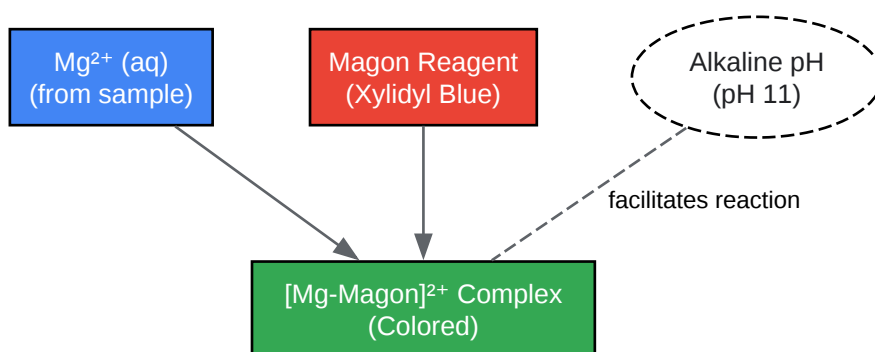 Mg²⁺ (aq)
(from sample)
Magon Reagent
(Xylidyl Blue)
Alkaline pH
(pH 11)
facilitates reaction
[Mg-Magon]²⁺ Complex
(Colored)